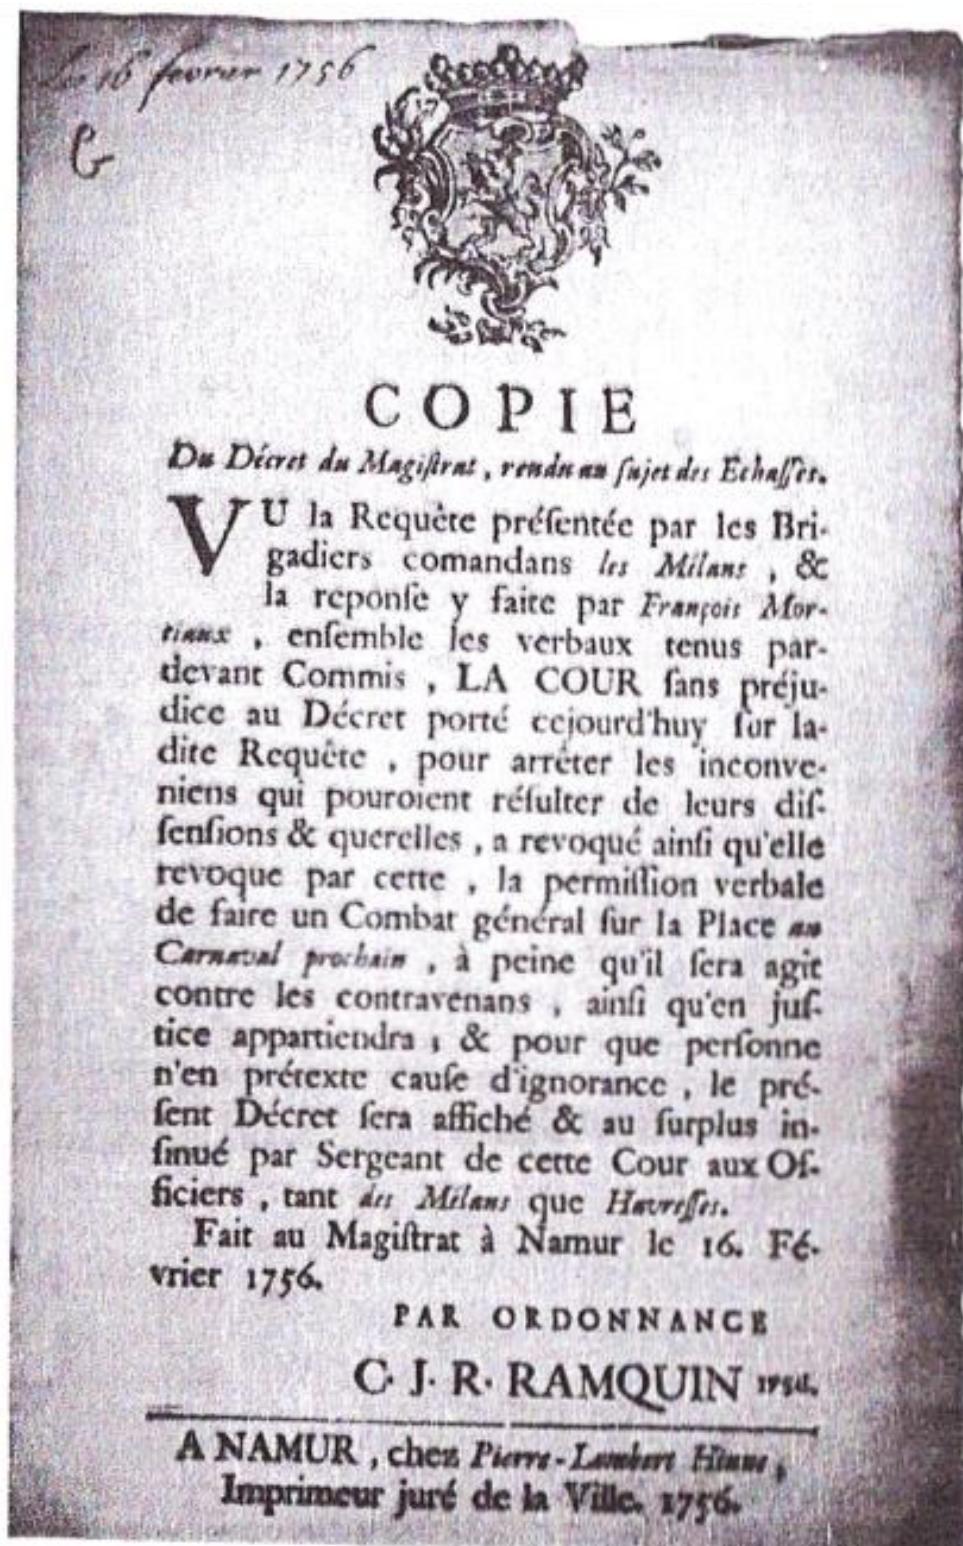 Le 16 fevrier 1756
G
COPIE
Du Décret du Magiſtrat, rendu au ſujet des Echaſſes.
VU la Requête préſentée par les Bri-
gadiers comandans les Milans, &
la reponſe y faite par François Mor-
tiaux, enſemble les verbaux tenus par-
devant Commis, LA COUR ſans préju-
dice au Décret porté cejourd'huy ſur la-
dite Requête, pour arrêter les inconve-
niens qui pouroient réſulter de leurs diſ-
ſenſions & querelles, a revoqué ainſi qu'elle
revoque par cette, la permiſſion verbale
de faire un Combat général ſur la Place au
Carnaval prochain, à peine qu'il ſera agit
contre les contravenans, ainſi qu'en juſ-
tice appartiendra; & pour que perſonne
n'en prétexte cauſe d'ignorance, le pré-
ſent Décret ſera affiché & au ſurplus in-
ſinué par Sergeant de cette Cour aux Of-
ficiers, tant des Milans que Havreſſes.
Fait au Magiſtrat à Namur le 16. Fé-
vrier 1756.
PAR ORDONNANCE
C. J. R. RAMQUIN
A NAMUR, chez Pierre-Lambert Hinne,
Imprimeur juré de la Ville. 1756.